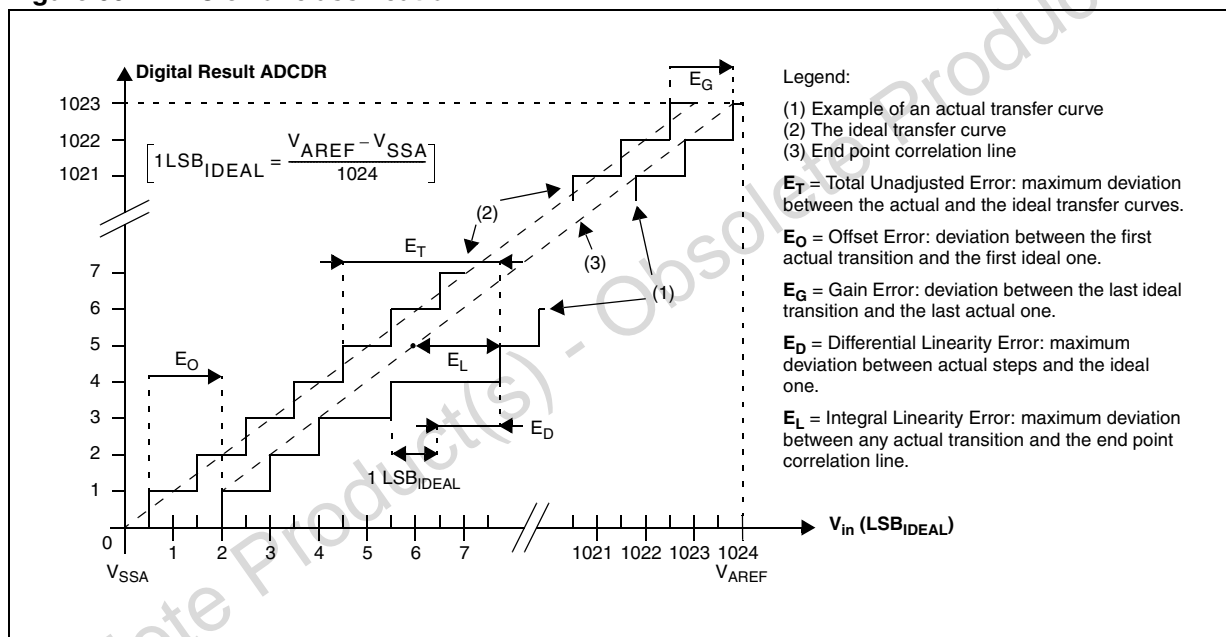 Digital Result ADCDR
1023
1022
1021
7
6
5
4
3
2
1
0
[1LSB_IDEAL = (V_AREF – V_SSA) / 1024]
E_G
(2)
E_T
(3)
(1)
E_O
E_L
E_D
1 LSB_IDEAL
1 2 3 4 5 6 7 1021 1022 1023 1024
V_in (LSB_IDEAL)
V_SSA
V_AREF
Legend:
(1) Example of an actual transfer curve
(2) The ideal transfer curve
(3) End point correlation line
E_T = Total Unadjusted Error: maximum deviation
between the actual and the ideal transfer curves.
E_O = Offset Error: deviation between the first
actual transition and the first ideal one.
E_G = Gain Error: deviation between the last ideal
transition and the last actual one.
E_D = Differential Linearity Error: maximum
deviation between actual steps and the ideal
one.
E_L = Integral Linearity Error: maximum deviation
between any actual transition and the end point
correlation line.
Product(s) - Obsolete Product